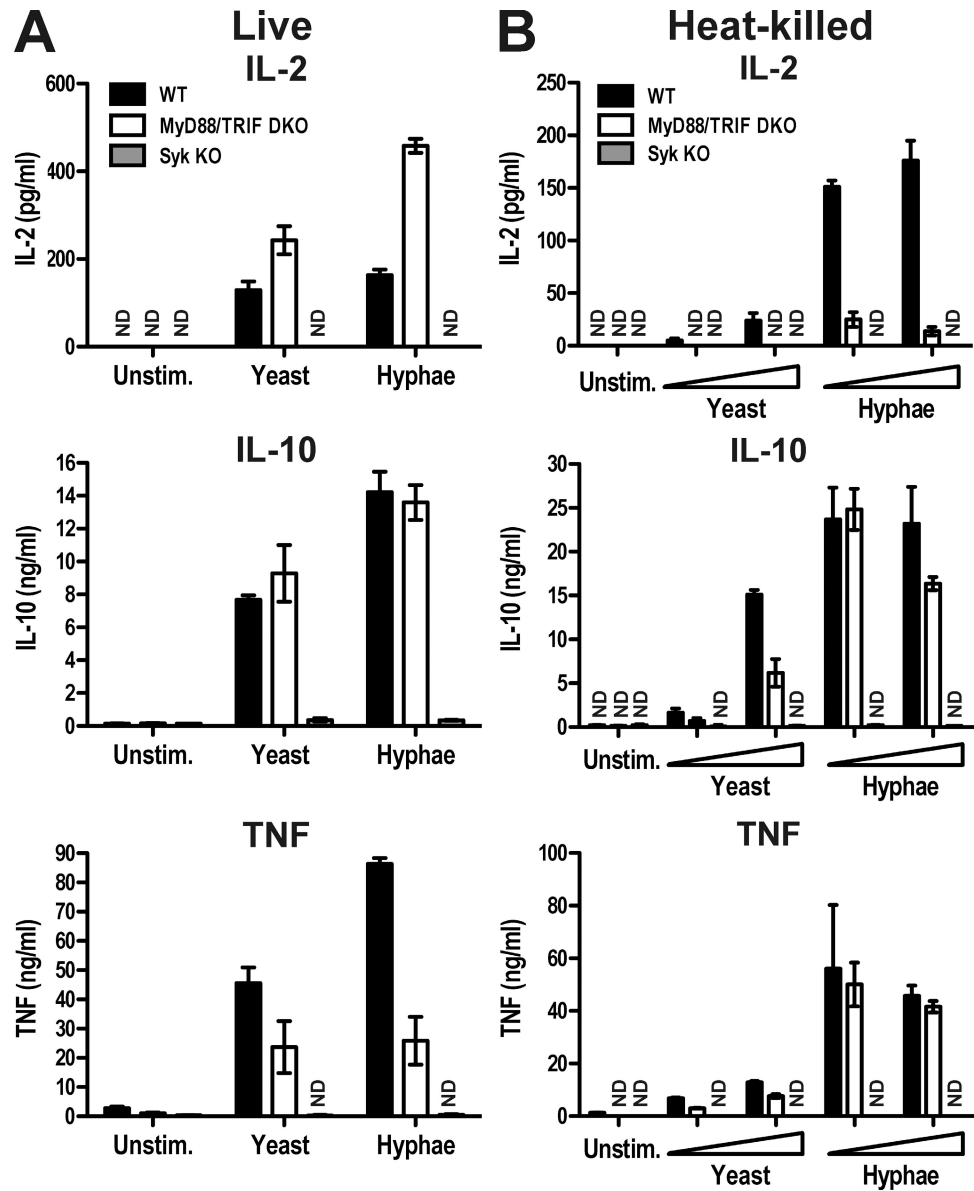 A
Live
IL-2
600
400
200
0
IL-2 (pg/ml)
WT
MyD88/TRIF DKO
Syk KO
ND
ND
ND
ND
ND
Unstim.
Yeast
Hyphae
IL-10
16
14
12
10
8
6
4
2
0
IL-10 (ng/ml)
Unstim.
Yeast
Hyphae
TNF
90
80
70
60
50
40
30
20
10
0
TNF (ng/ml)
ND
ND
Unstim.
Yeast
Hyphae
B
Heat-killed
IL-2
250
200
150
100
50
0
IL-2 (pg/ml)
WT
MyD88/TRIF DKO
Syk KO
ND
ND
ND
ND
ND
ND
ND
ND
ND
Unstim.
Yeast
Hyphae
IL-10
30
25
20
15
10
5
0
IL-10 (ng/ml)
ND
ND
ND
ND
ND
ND
ND
Unstim.
Yeast
Hyphae
TNF
100
80
60
40
20
0
TNF (ng/ml)
ND
ND
ND
ND
ND
ND
Unstim.
Yeast
Hyphae